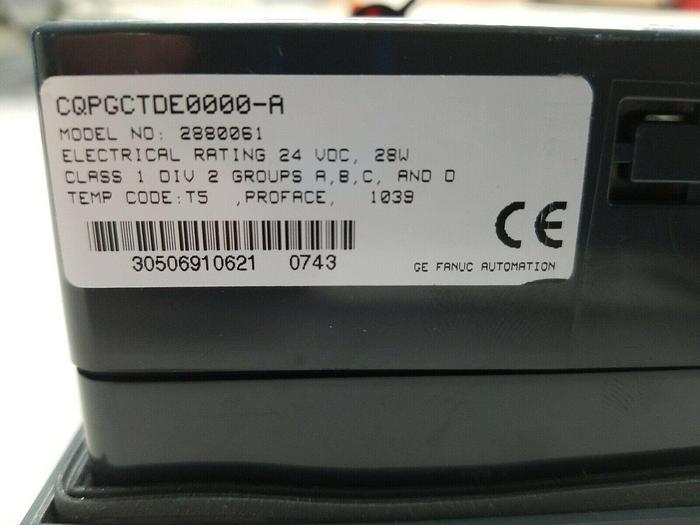 CQPGCTDE0000-A
MODEL NO: 2880061
ELECTRICAL RATING 24 VDC, 28W
CLASS 1 DIV 2 GROUPS A,B,C, AND D
TEMP CODE:T5 ,PROFACE, 1039
CE
30506910621 0743
GE FANUC AUTOMATION